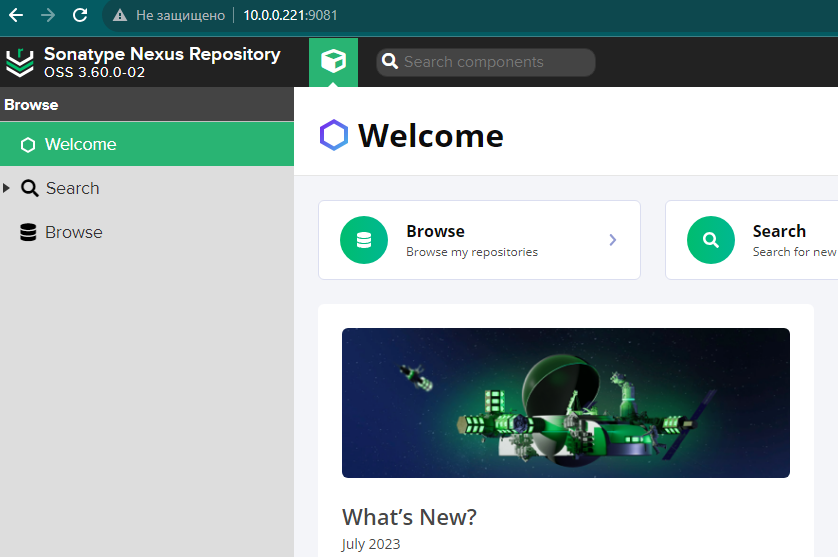 Не защищено 10.0.0.221:9081
Sonatype Nexus Repository
OSS 3.60.0-02
Search components
Browse
Welcome
Search
Browse
Welcome
Browse
Browse my repositories
Search
Search for new
What's New?
July 2023